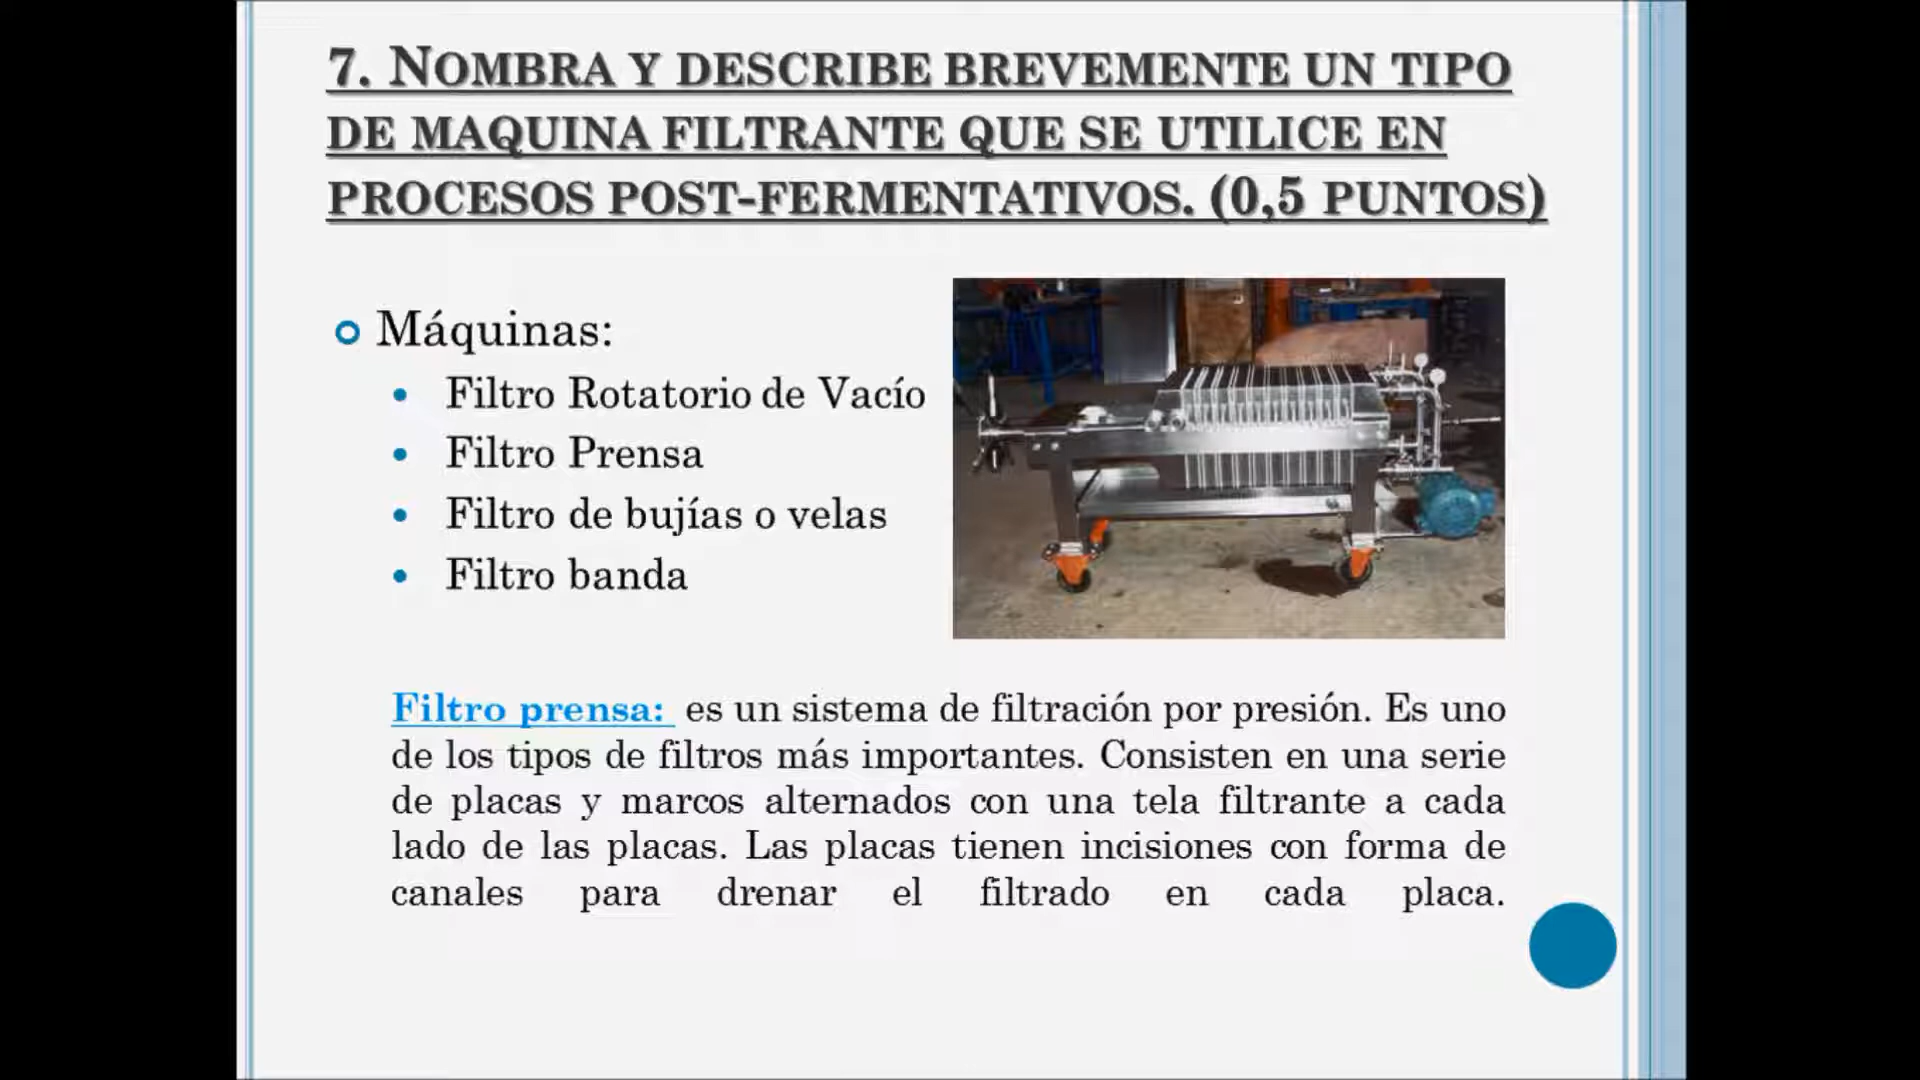 7. NOMBRA Y DESCRIBE BREVEMENTE UN TIPO
DE MAQUINA FILTRANTE QUE SE UTILICE EN
PROCESOS POST-FERMENTATIVOS. (0,5 PUNTOS)
Máquinas:
• Filtro Rotatorio de Vacío
• Filtro Prensa
• Filtro de bujías o velas
• Filtro banda
Filtro prensa: es un sistema de filtración por presión. Es uno
de los tipos de filtros más importantes. Consisten en una serie
de placas y marcos alternados con una tela filtrante a cada
lado de las placas. Las placas tienen incisiones con forma de
canales para drenar el filtrado en cada placa.